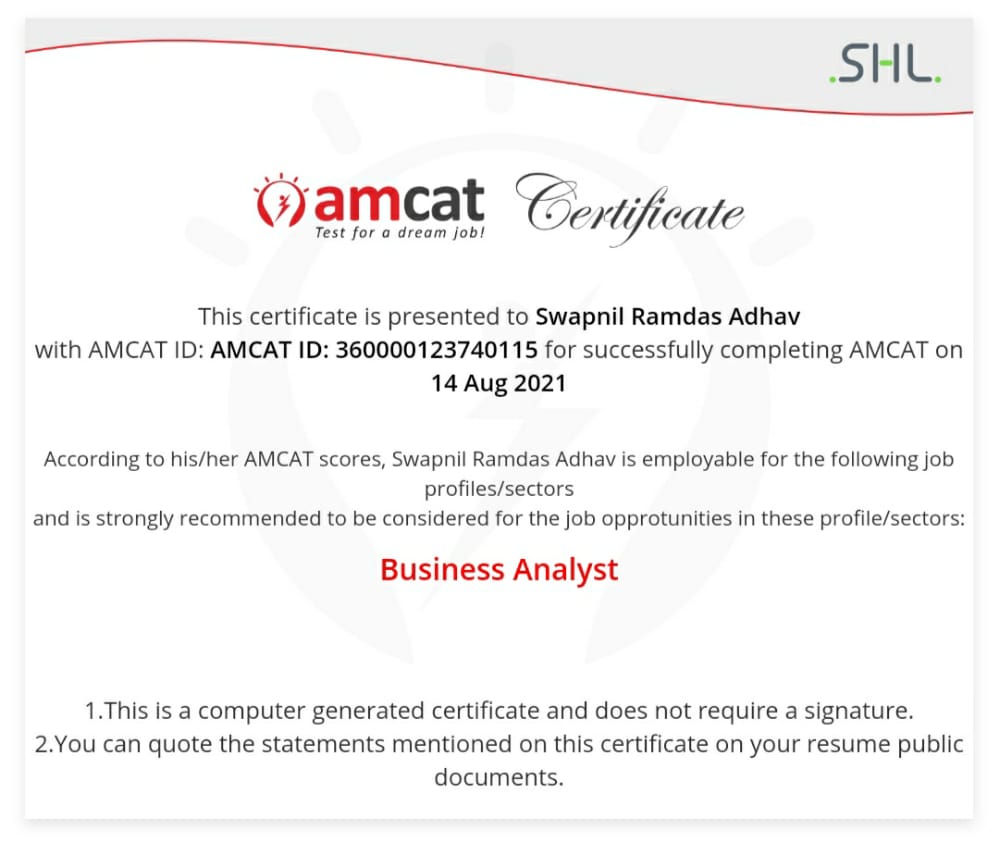 .SHL.
amcat Certificate
Test for a dream job!
This certificate is presented to Swapnil Ramdas Adhav
with AMCAT ID: AMCAT ID: 360000123740115 for successfully completing AMCAT on
14 Aug 2021
According to his/her AMCAT scores, Swapnil Ramdas Adhav is employable for the following job
profiles/sectors
and is strongly recommended to be considered for the job opprotunities in these profile/sectors:
Business Analyst
1.This is a computer generated certificate and does not require a signature.
2.You can quote the statements mentioned on this certificate on your resume public
documents.